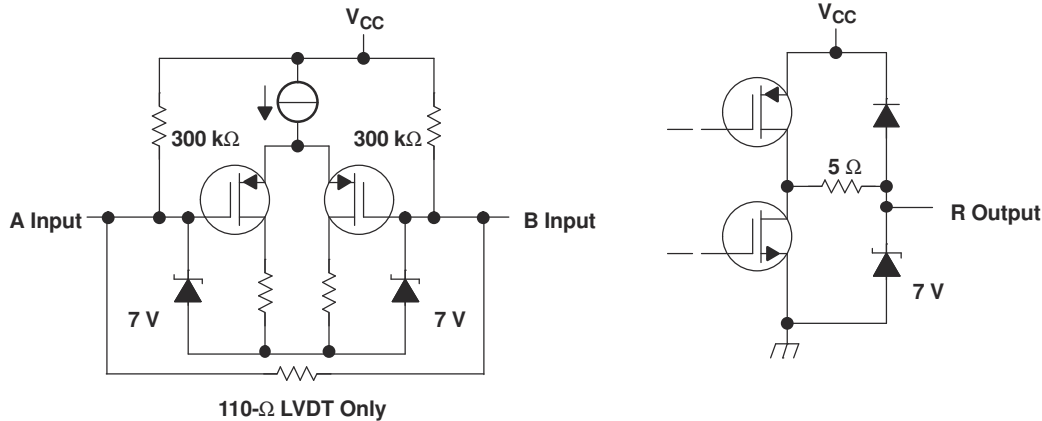 V_CC
300 kΩ
300 kΩ
A Input
B Input
7 V
7 V
110-Ω LVDT Only
V_CC
5 Ω
R Output
7 V